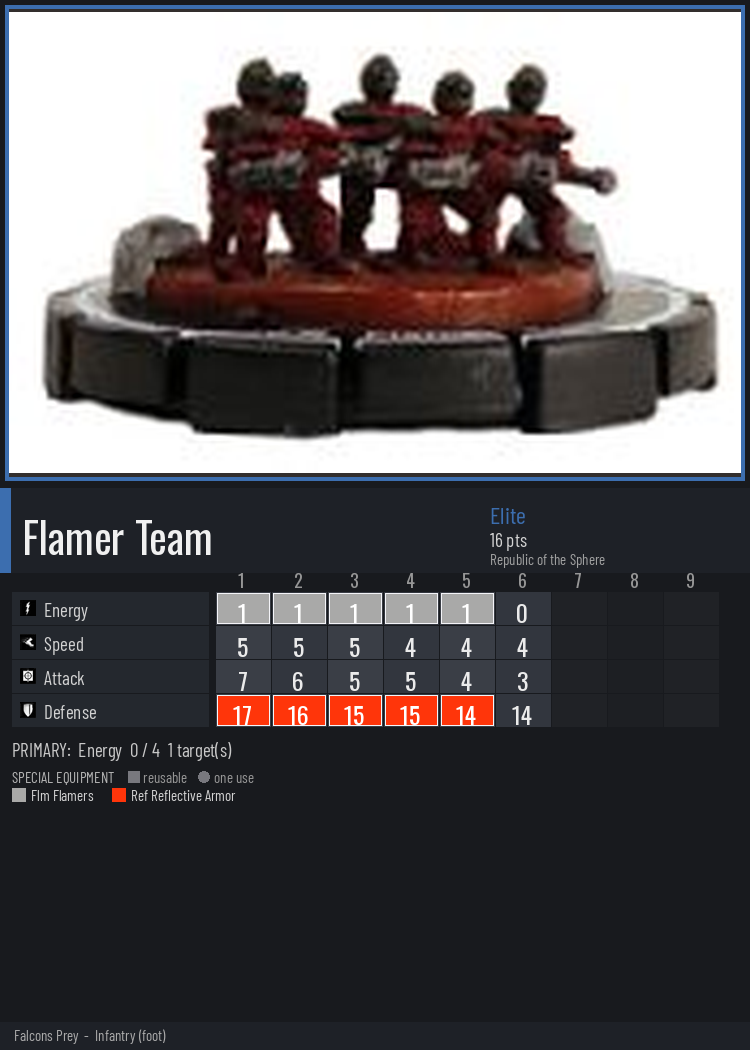 Flamer Team
Elite
16 pts
Republic of the Sphere
1 2 3 4 5 6 7 8 9
Energy 1 1 1 1 1 0
Speed 5 5 5 4 4 4
Attack 7 6 5 5 4 3
Defense 17 16 15 15 14 14
PRIMARY: Energy 0 / 4 1 target(s)
SPECIAL EQUIPMENT reusable one use
Flm Flamers Ref Reflective Armor
Falcons Prey - Infantry (foot)